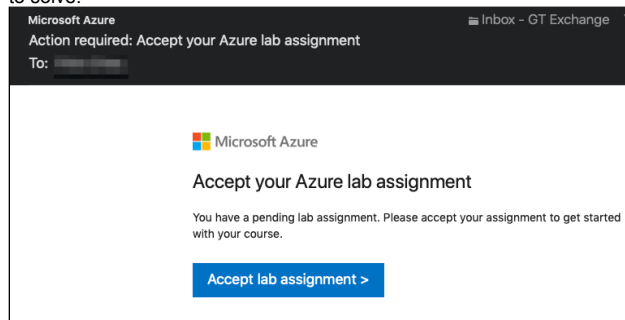 to solve.
Microsoft Azure
Inbox - GT Exchange
Action required: Accept your Azure lab assignment
To:
Microsoft Azure
Accept your Azure lab assignment
You have a pending lab assignment. Please accept your assignment to get started
with your course.
Accept lab assignment >